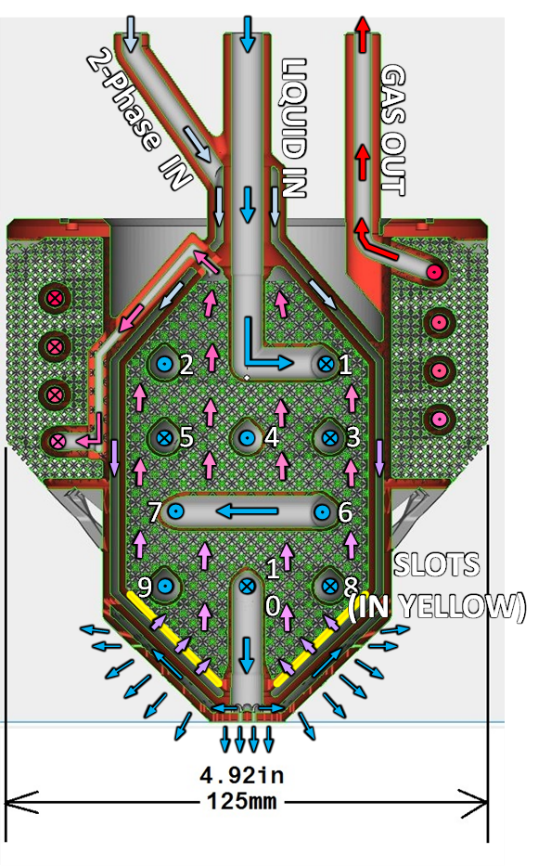 2-Phase IN
LIQUID IN
GAS OUT
2
1
5
4
3
7
6
9
1
0
8
SLOTS
(IN YELLOW)
4.92in
125mm